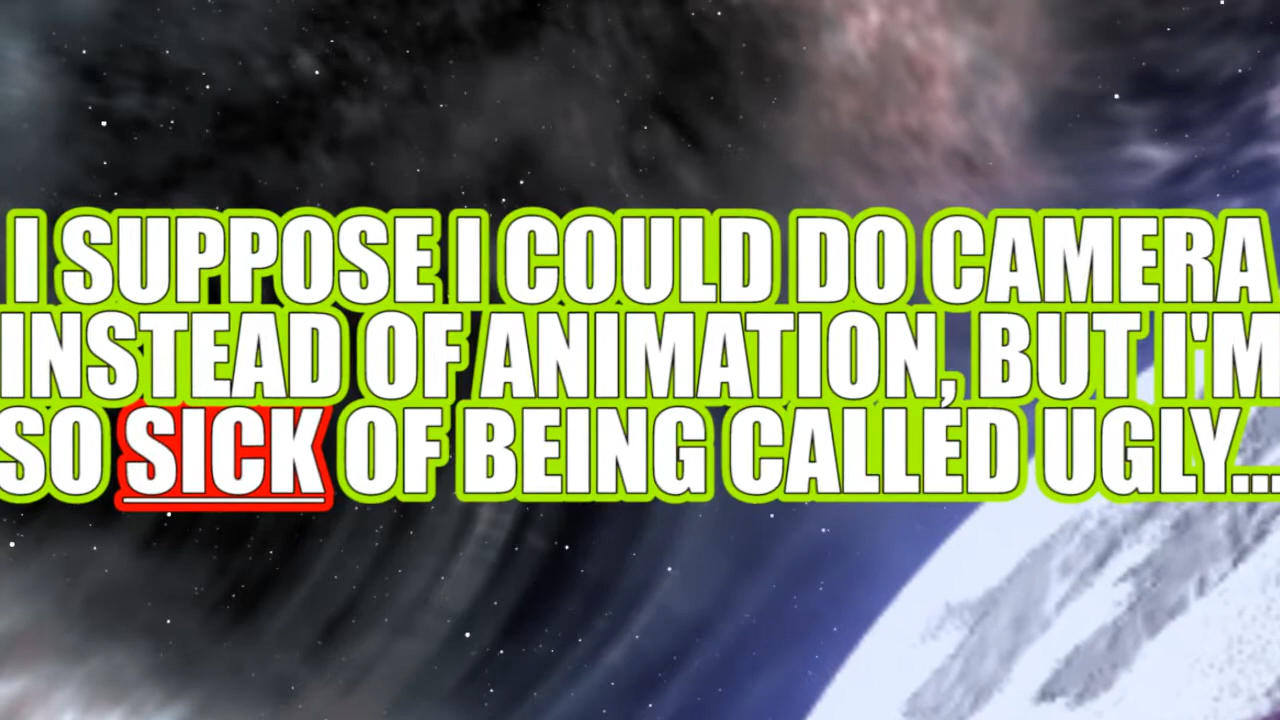 I SUPPOSE I COULD DO CAMERA
INSTEAD OF ANIMATION, BUT I'M
SO SICK OF BEING CALLED UGLY...